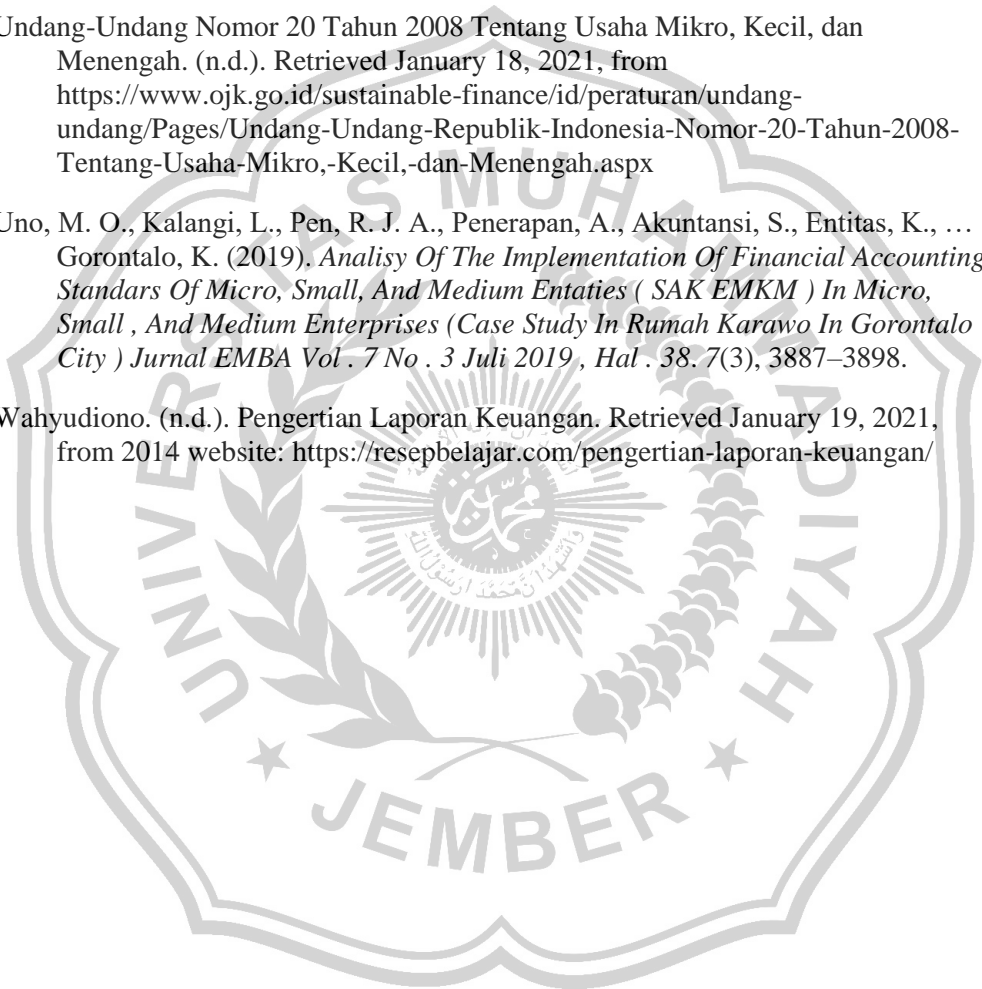 Undang-Undang Nomor 20 Tahun 2008 Tentang Usaha Mikro, Kecil, dan
Menengah. (n.d.). Retrieved January 18, 2021, from
https://www.ojk.go.id/sustainable-finance/id/peraturan/undang-
undang/Pages/Undang-Undang-Republik-Indonesia-Nomor-20-Tahun-2008-
Tentang-Usaha-Mikro,-Kecil,-dan-Menengah.aspx
Uno, M. O., Kalangi, L., Pen, R. J. A., Penerapan, A., Akuntansi, S., Entitas, K., …
Gorontalo, K. (2019). Analisy Of The Implementation Of Financial Accounting
Standars Of Micro, Small, And Medium Entaties ( SAK EMKM ) In Micro,
Small , And Medium Enterprises (Case Study In Rumah Karawo In Gorontalo
City ) Jurnal EMBA Vol . 7 No . 3 Juli 2019 , Hal . 38. 7(3), 3887–3898.
Wahyudiono. (n.d.). Pengertian Laporan Keuangan. Retrieved January 19, 2021,
from 2014 website: https://resepbelajar.com/pengertian-laporan-keuangan/
UNIVERSITAS MUHAMMADIYAH
JEMBER